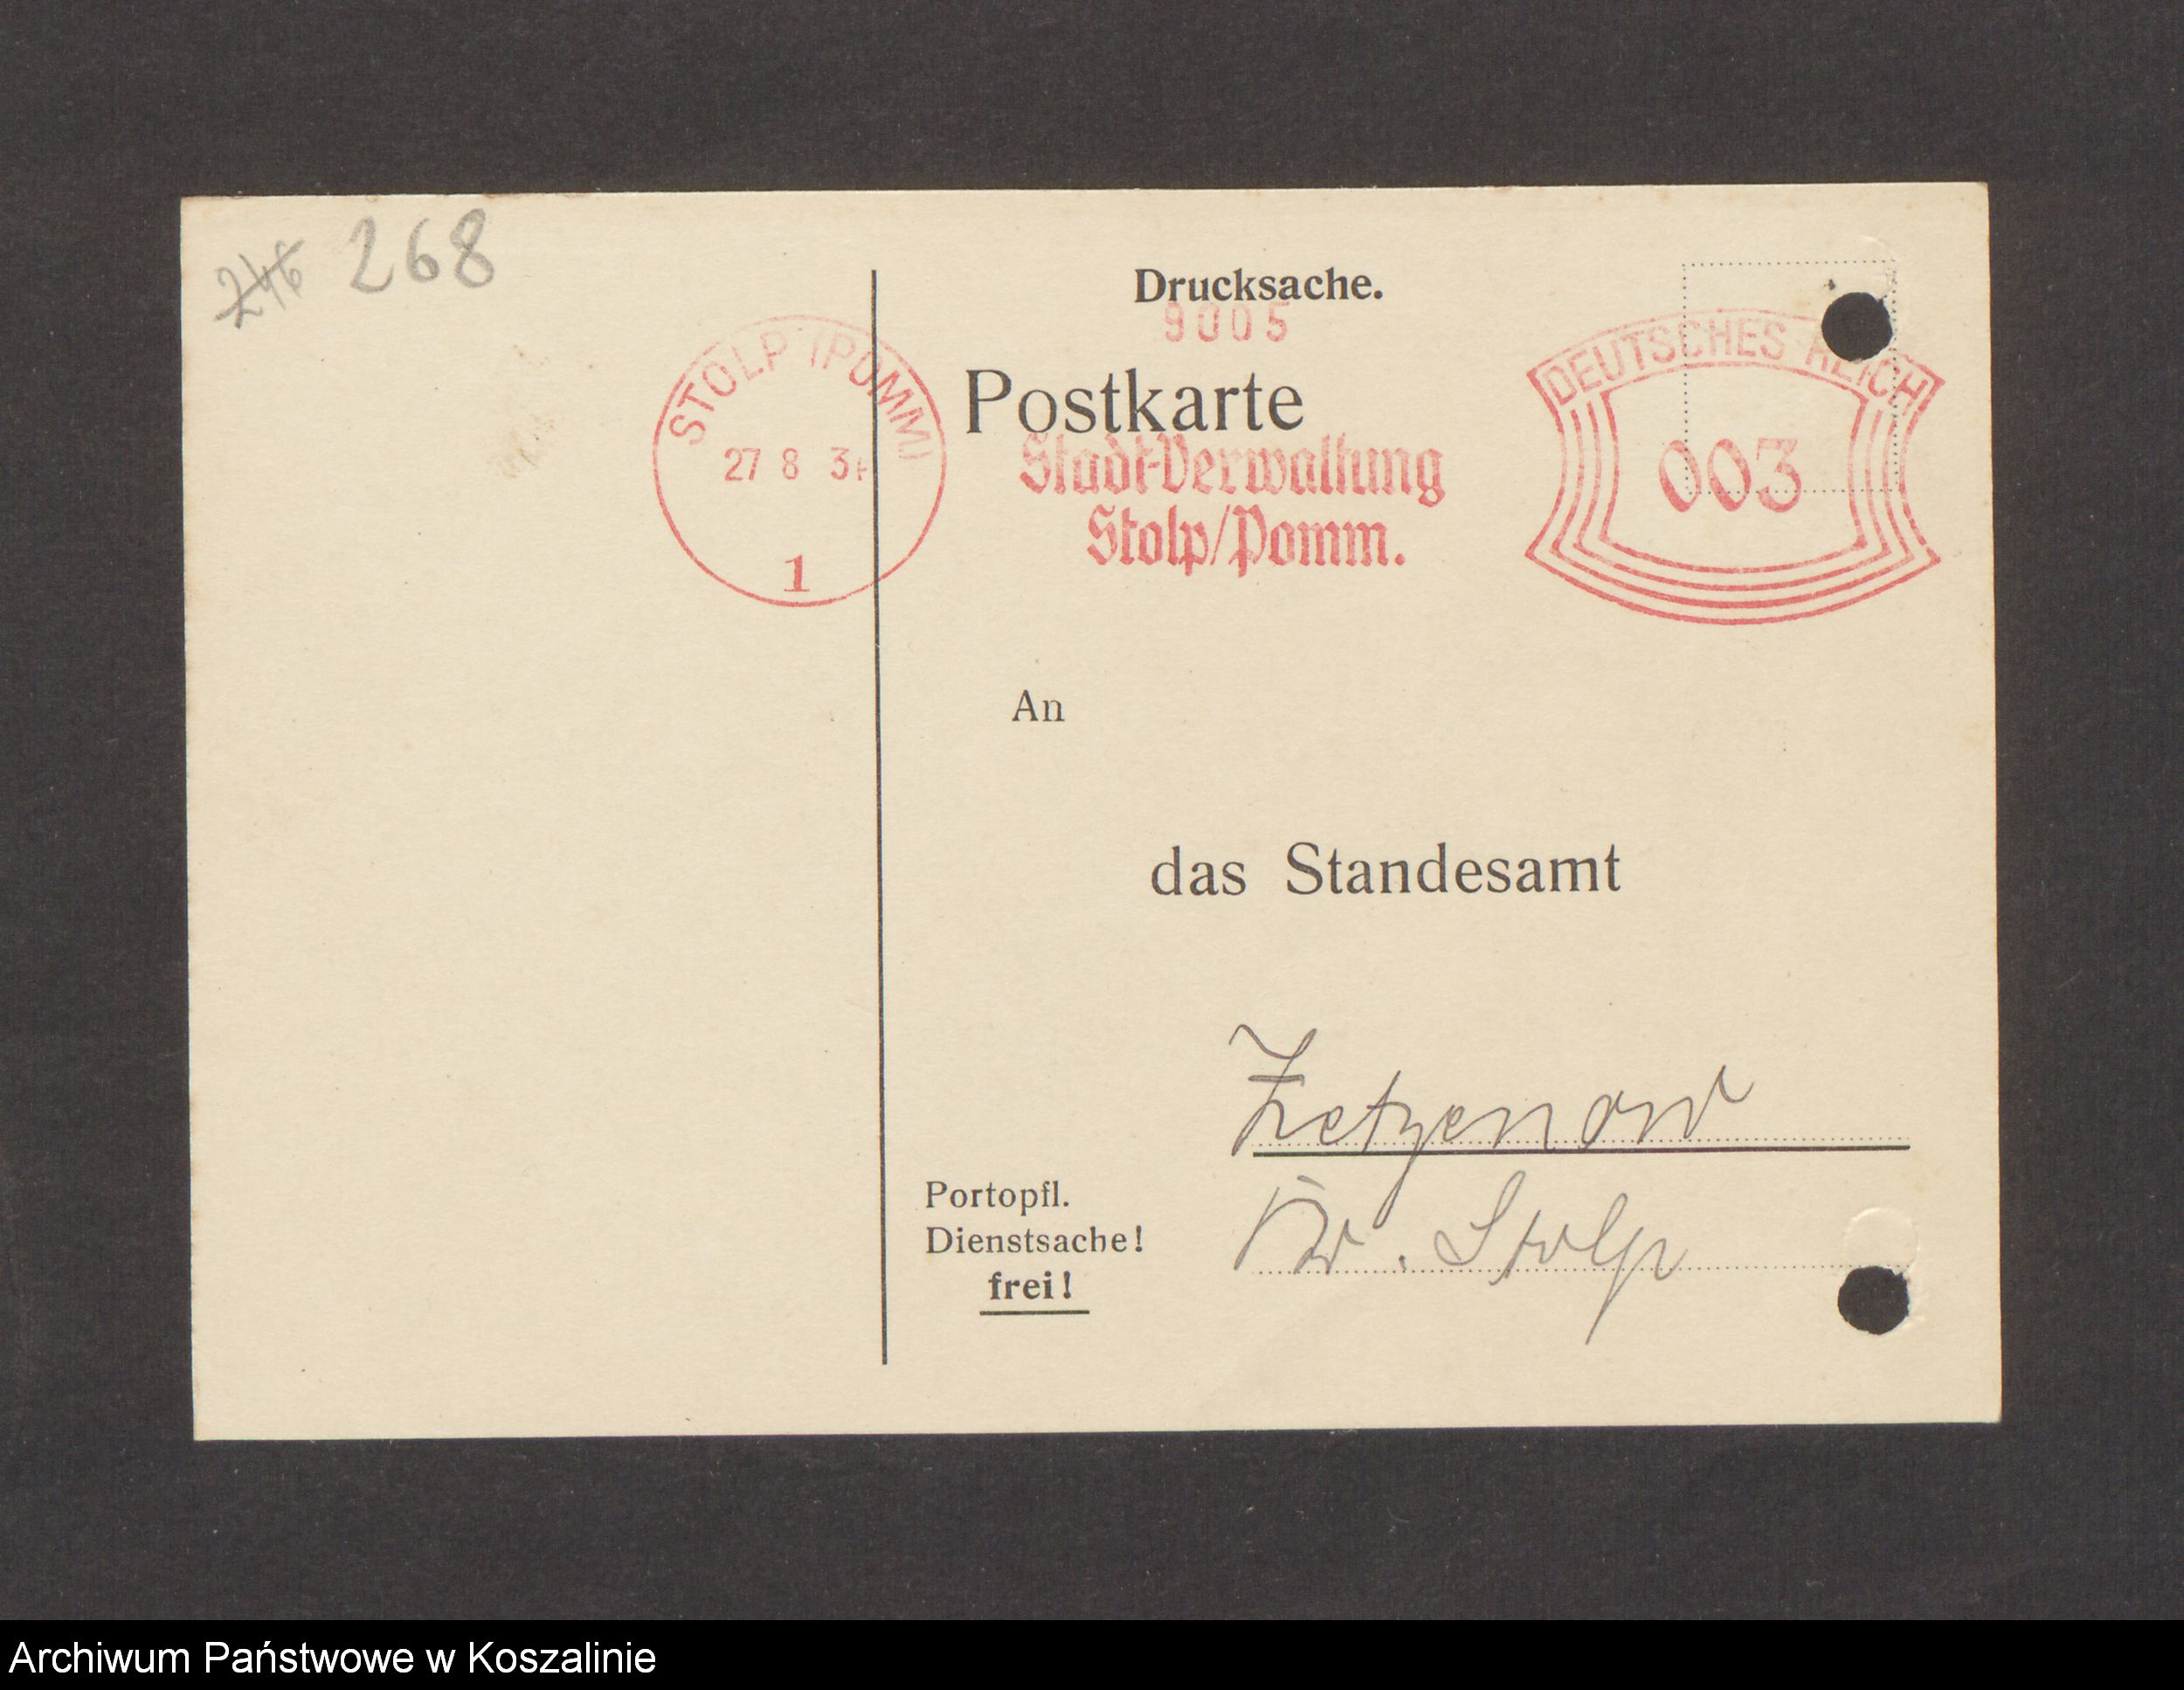 246 268
Drucksache.
9005
STOLP (POMM)
27 8 34
1
Postkarte
Stadt-Verwaltung
Stolp/Pomm.
DEUTSCHES REICH
003
An
das Standesamt
Zietzenow
Kr. Stolp
Portopfl.
Dienstsache!
frei!
Archiwum Państwowe w Koszalinie